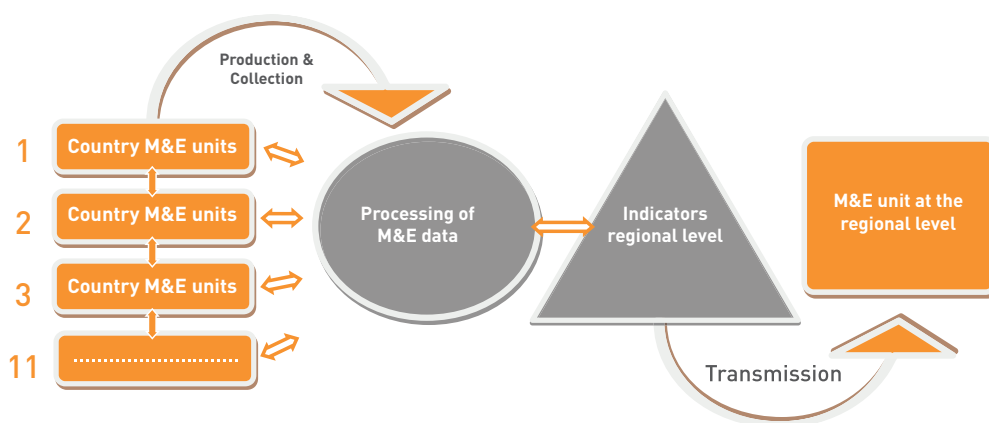 Production &
Collection
1
Country M&E units
2
Country M&E units
3
Country M&E units
11
Processing of
M&E data
Indicators
regional level
M&E unit at the
regional level
Transmission